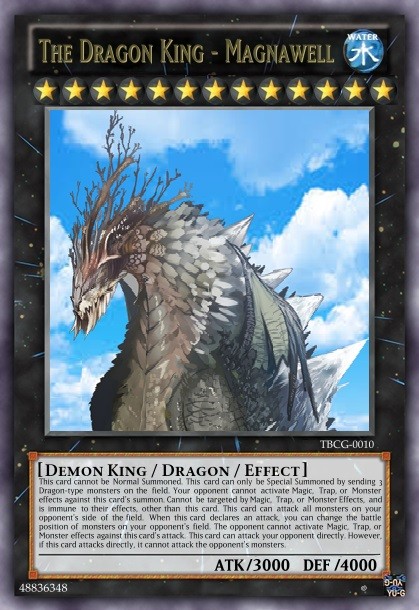 The Dragon King - Magnawell
WATER
水
TBCG-0010
[Demon King / Dragon / Effect]
This card cannot be Normal Summoned. This card can only be Special Summoned by sending 3
Dragon-type monsters on the field. Your opponent cannot activate Magic, Trap, or Monster
effects against this card's summon. Cannot be targeted by Magic, Trap, or Monster Effects, and
is immune to their effects, other than this card. This card can attack all monsters on your
opponent's side of the field. When this card declares an attack, you can change the battle
position of monsters on your opponent's field. The opponent cannot activate Magic, Trap, or
Monster effects against this card's attack. This card can attack your opponent directly. However,
if this card attacks directly, it cannot attack the opponent's monsters.
ATK/3000 DEF/4000
48836348